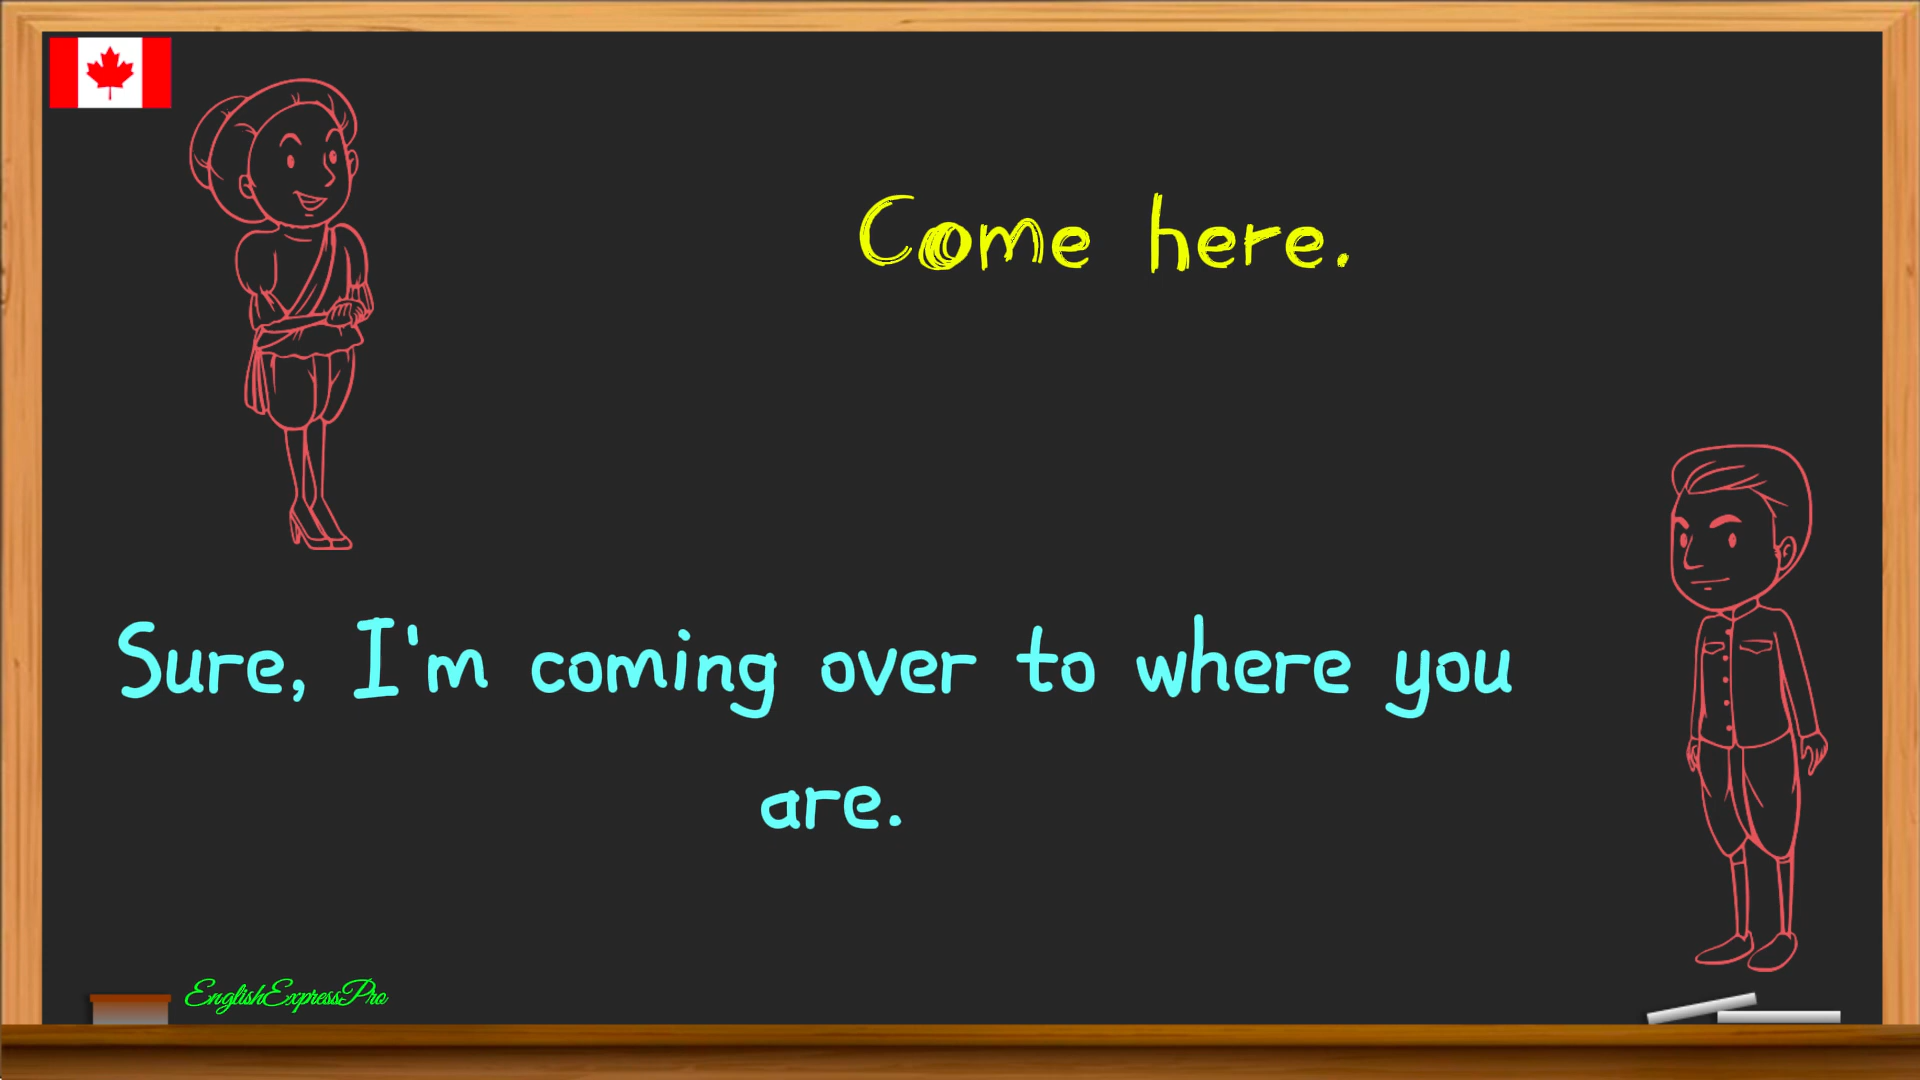 Come here.
Sure, I'm coming over to where you
are.
EnglishExpressPro